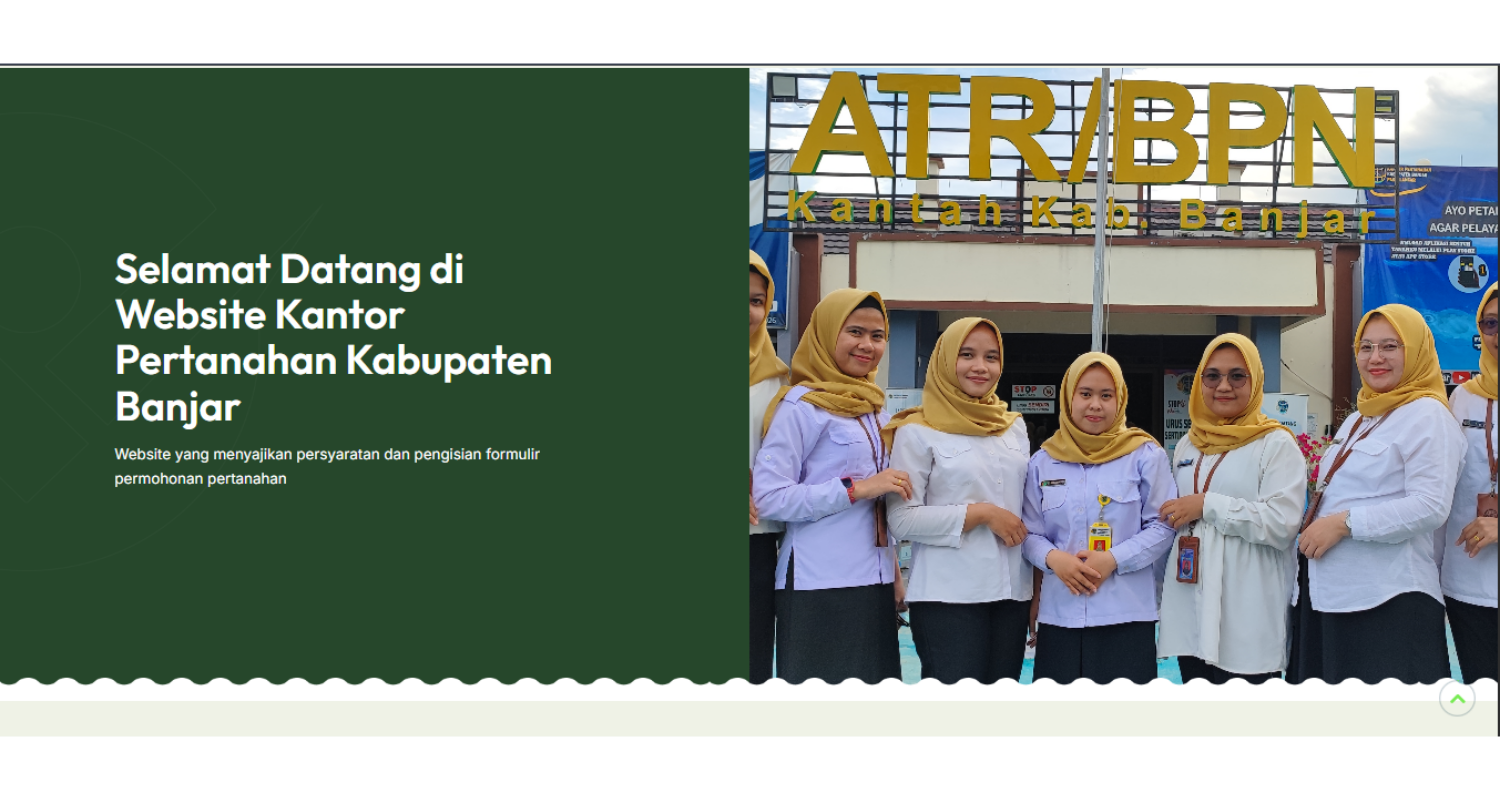 Selamat Datang di
Website Kantor
Pertanahan Kabupaten
Banjar
Website yang menyajikan persyaratan dan pengisian formulir
permohonan pertanahan
ATR/BPN
Kantah Kab. Banjar
AYO PETA
AGAR PELAYA
STOP